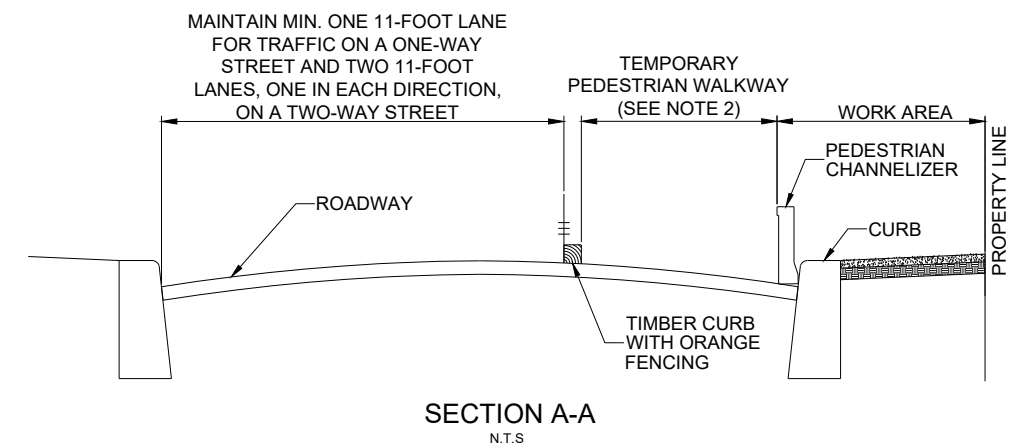 MAINTAIN MIN. ONE 11-FOOT LANE
FOR TRAFFIC ON A ONE-WAY
STREET AND TWO 11-FOOT
LANES, ONE IN EACH DIRECTION,
ON A TWO-WAY STREET
TEMPORARY
PEDESTRIAN WALKWAY
(SEE NOTE 2)
WORK AREA
PEDESTRIAN
CHANNELIZER
PROPERTY LINE
ROADWAY
CURB
TIMBER CURB
WITH ORANGE
FENCING
SECTION A-A
N.T.S